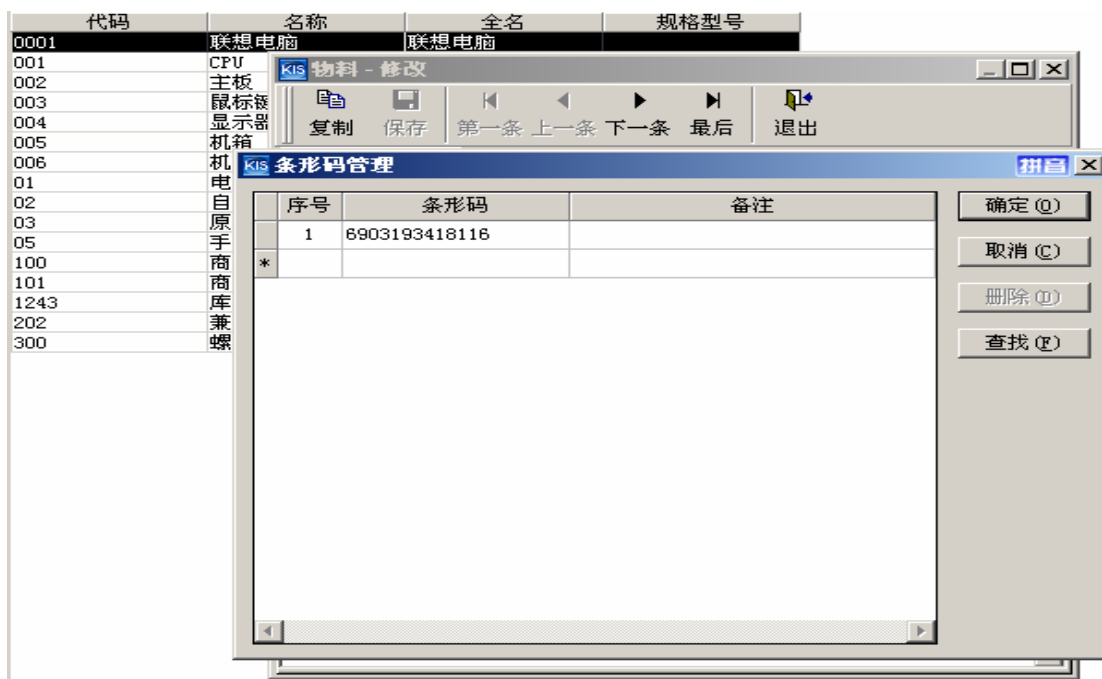 代码 名称 全名 规格型号
0001 联想电脑 联想电脑
001 CPU
002 主板
003 鼠标键
004 显示器
005 机箱
006 机
01 电
02 自
03 原
05 手
100 商
101 商
1243 库
202 兼
300 螺
KIS 物料 - 修改
复制 保存 第一条 上一条 下一条 最后 退出
KIS 条形码管理 拼音
序号 条形码 备注
1 6903193418116
*
确定(O)
取消(C)
删除(D)
查找(F)